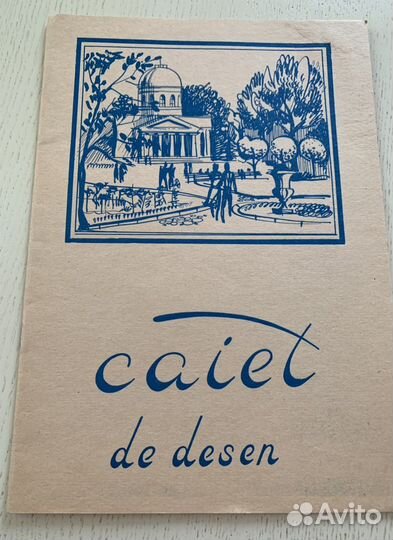 caiet
de desen
Avito